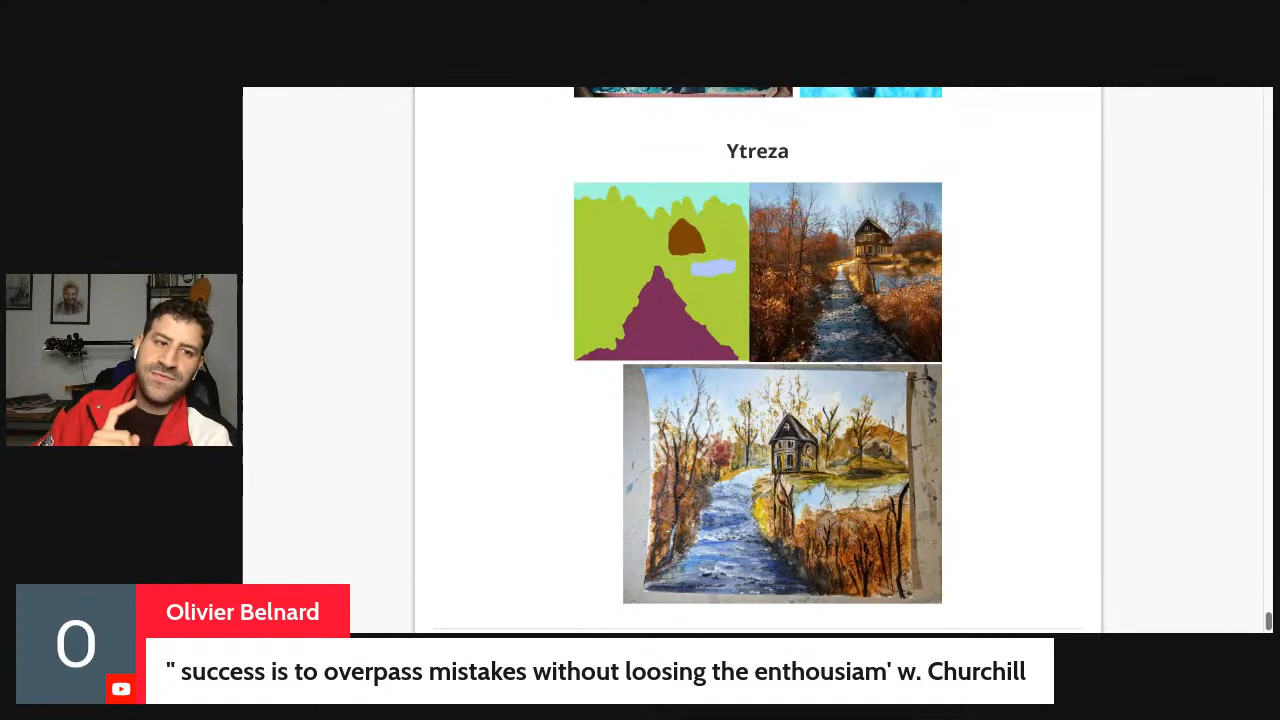 Ytreza
O
Olivier Belnard
" success is to overpass mistakes without loosing the enthousiam' w. Churchill